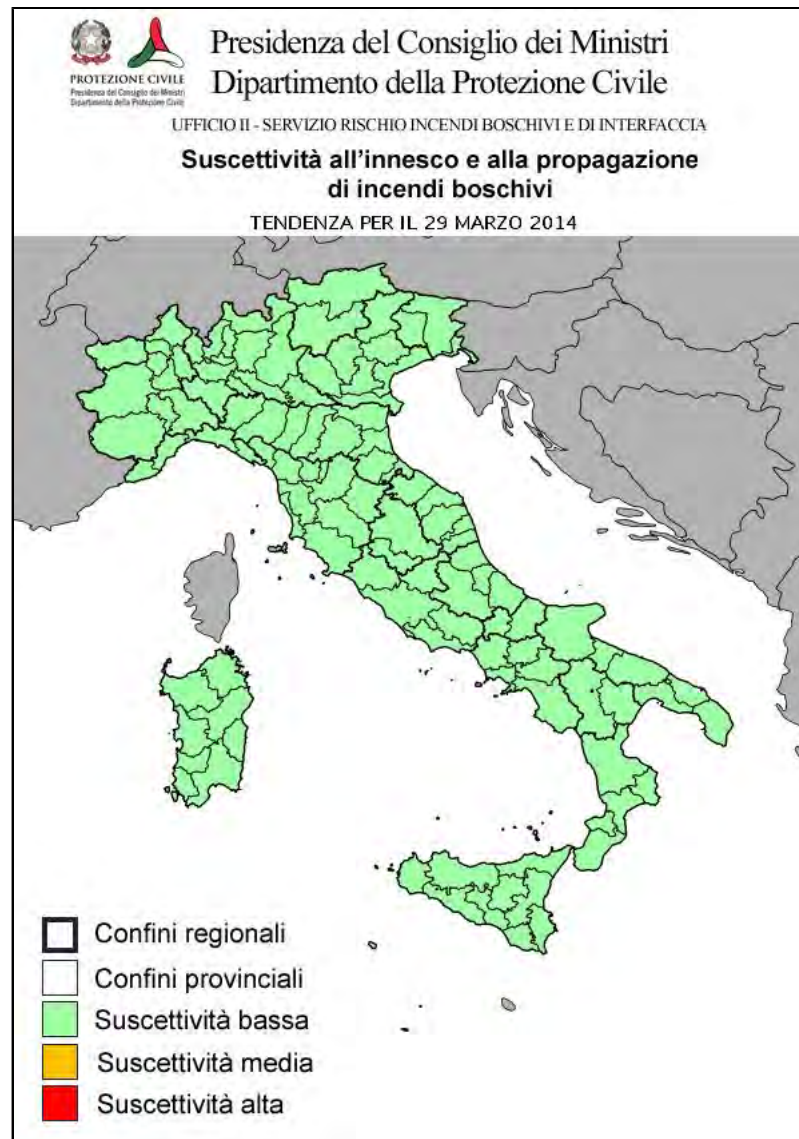 Presidenza del Consiglio dei Ministri
Dipartimento della Protezione Civile
PROTEZIONE CIVILE
Presidenza del Consiglio dei Ministri
Dipartimento della Protezione Civile
UFFICIO II - SERVIZIO RISCHIO INCENDI BOSCHIVI E DI INTERFACCIA
Suscettività all'innesco e alla propagazione
di incendi boschivi
TENDENZA PER IL 29 MARZO 2014
Confini regionali
Confini provinciali
Suscettività bassa
Suscettività media
Suscettività alta